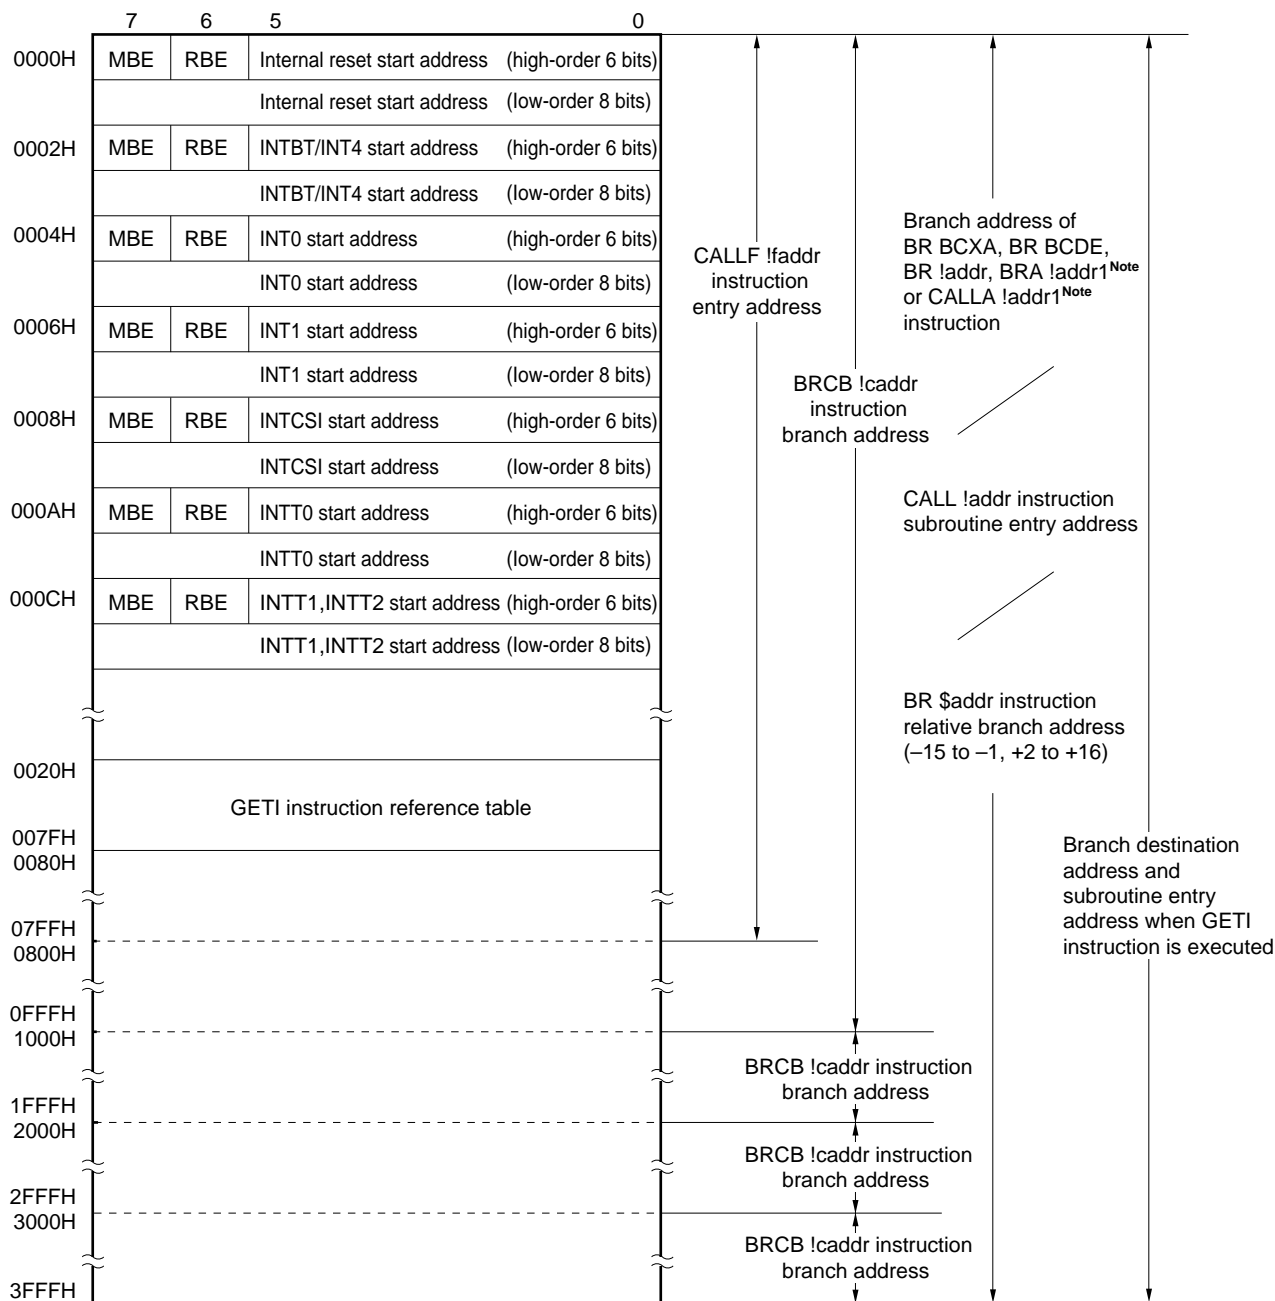 7 6 5 0
0000H MBE RBE Internal reset start address (high-order 6 bits)
Internal reset start address (low-order 8 bits)
0002H MBE RBE INTBT/INT4 start address (high-order 6 bits)
INTBT/INT4 start address (low-order 8 bits)
0004H MBE RBE INT0 start address (high-order 6 bits)
INT0 start address (low-order 8 bits)
0006H MBE RBE INT1 start address (high-order 6 bits)
INT1 start address (low-order 8 bits)
0008H MBE RBE INTCSI start address (high-order 6 bits)
INTCSI start address (low-order 8 bits)
000AH MBE RBE INTT0 start address (high-order 6 bits)
INTT0 start address (low-order 8 bits)
000CH MBE RBE INTT1,INTT2 start address (high-order 6 bits)
INTT1,INTT2 start address (low-order 8 bits)
0020H
GETI instruction reference table
007FH
0080H
07FFH
0800H
0FFFH
1000H
1FFFH
2000H
2FFFH
3000H
3FFFH
CALLF !faddr
instruction
entry address
BRCB !caddr
instruction
branch address
BRCB !caddr instruction
branch address
BRCB !caddr instruction
branch address
BRCB !caddr instruction
branch address
Branch address of
BR BCXA, BR BCDE,
BR !addr, BRA !addr1Note
or CALLA !addr1Note
instruction
CALL !addr instruction
subroutine entry address
BR $addr instruction
relative branch address
(–15 to –1, +2 to +16)
Branch destination
address and
subroutine entry
address when GETI
instruction is executed